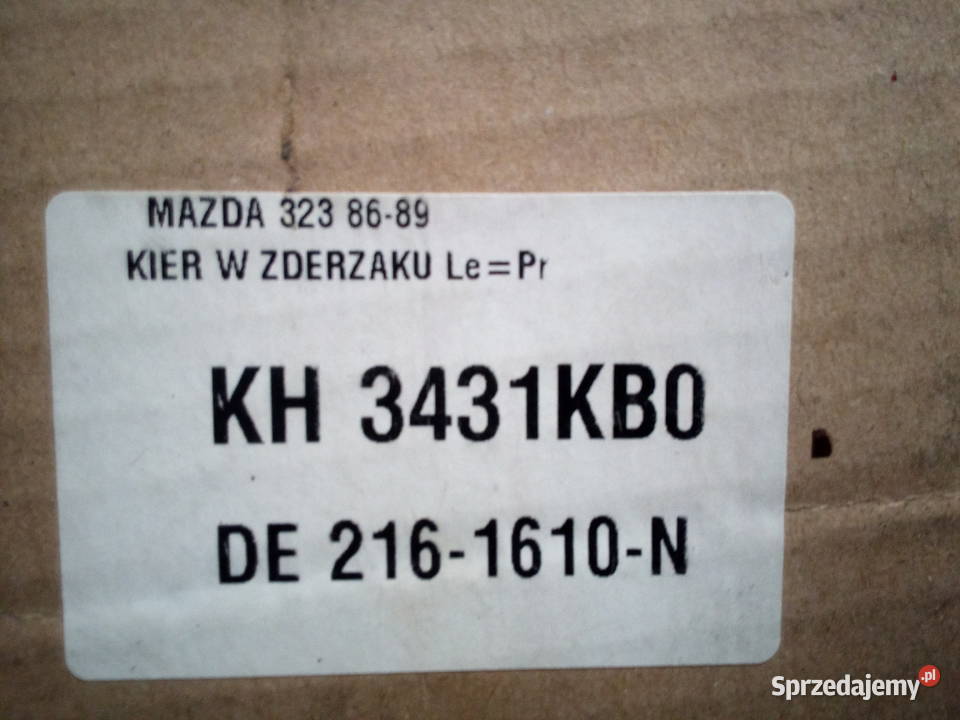 MAZDA 323 86-89
KIER W ZDERZAKU Le=Pr
KH 3431KB0
DE 216-1610-N
Sprzedajemy.pl